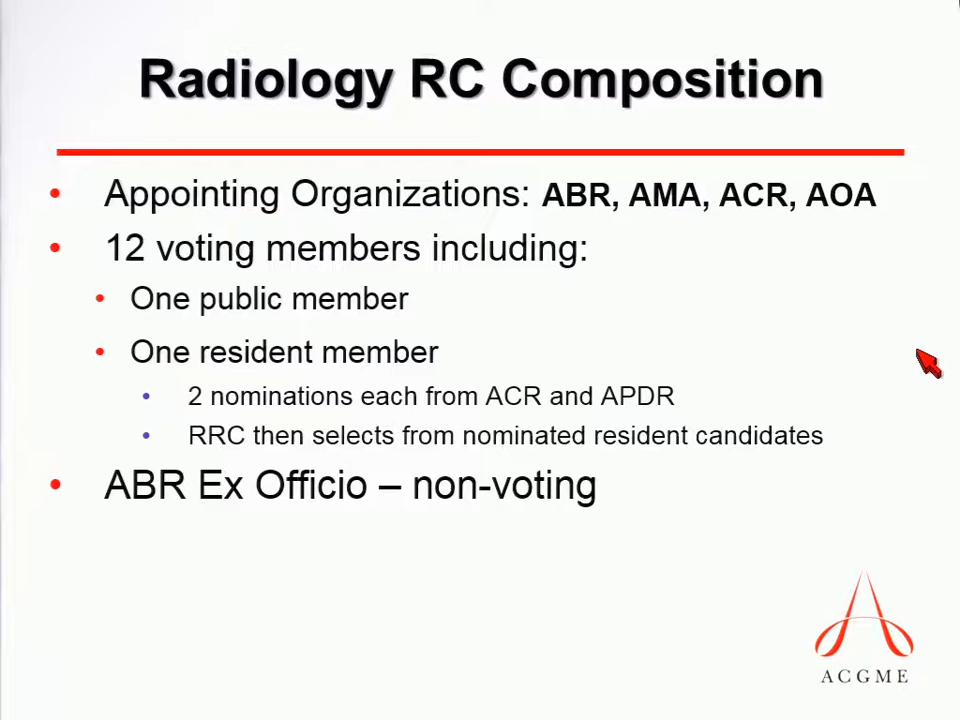 Radiology RC Composition
• Appointing Organizations: ABR, AMA, ACR, AOA
• 12 voting members including:
• One public member
• One resident member
• 2 nominations each from ACR and APDR
• RRC then selects from nominated resident candidates
• ABR Ex Officio – non-voting
ACGME